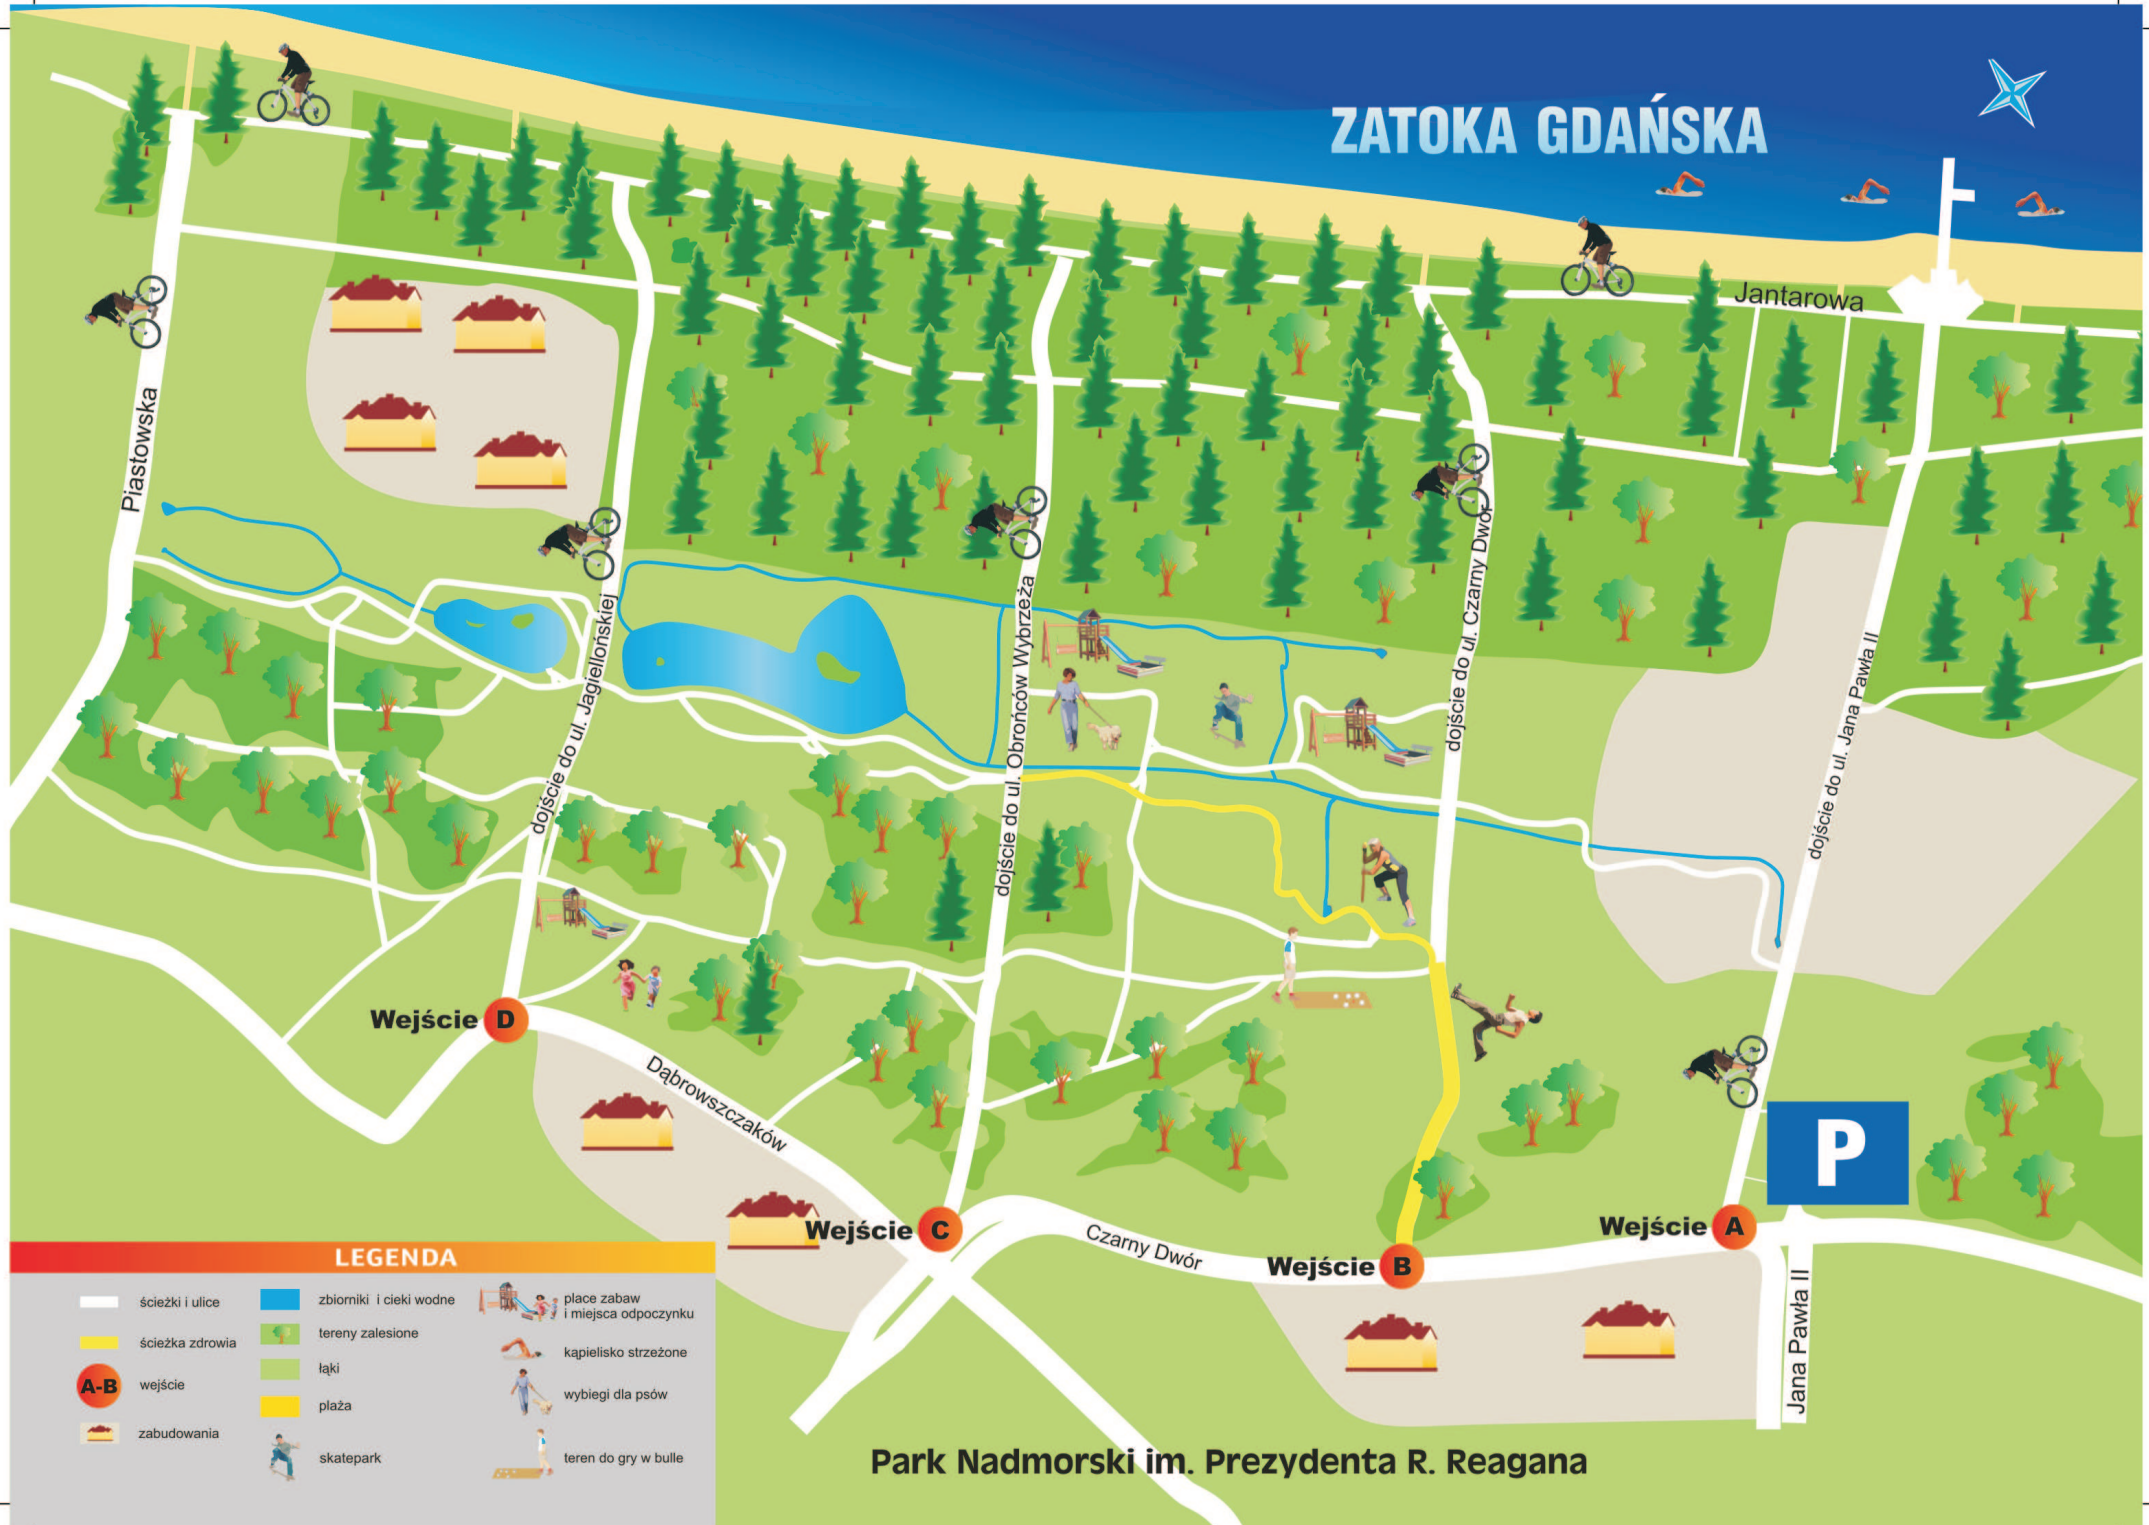 ZATOKA GDAŃSKA
Jantarowa
Piastowska
dojście do ul. Jagiellońskiej
dojście do ul. Obrońców Wybrzeża
dojście do ul. Czarny Dwór
dojście do ul. Jana Pawła II
Wejście D
Dąbrowszczaków
P
Wejście C
Czarny Dwór
Wejście B
Wejście A
Jana Pawła II
LEGENDA
ścieżki i ulice
ścieżka zdrowia
A-B wejście
zabudowania
zbiorniki i cieki wodne
tereny zalesione
łąki
plaża
skatepark
place zabaw
i miejsca odpoczynku
kąpielisko strzeżone
wybiegi dla psów
teren do gry w bulle
Park Nadmorski im. Prezydenta R. Reagana